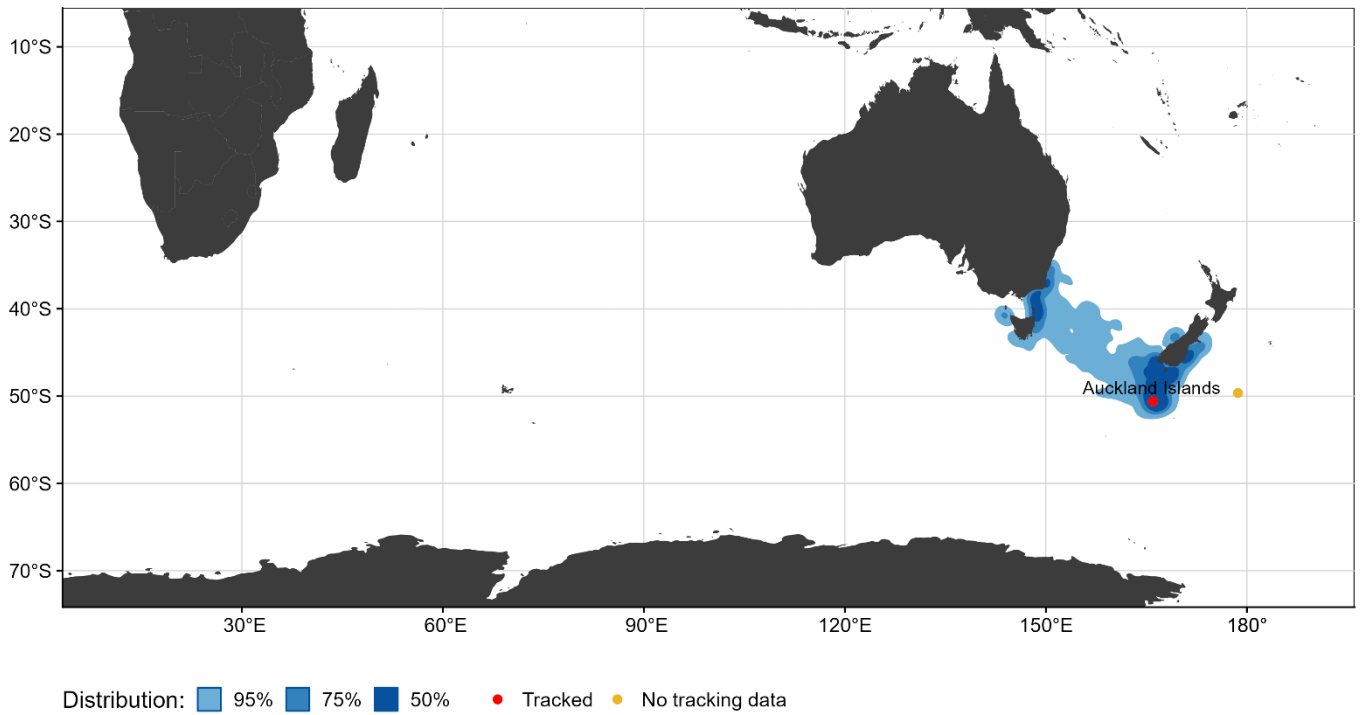 10°S
20°S
30°S
40°S
Auckland Islands
50°S
60°S
70°S
30°E 60°E 90°E 120°E 150°E 180°
Distribution: 95% 75% 50% Tracked No tracking data